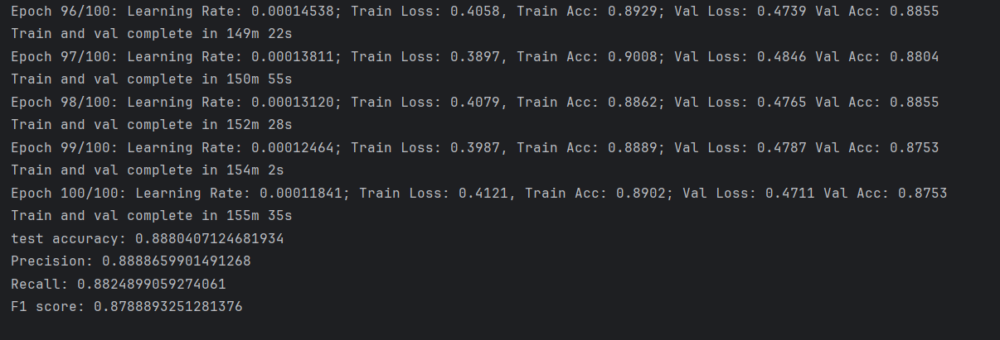 Epoch 96/100: Learning Rate: 0.00014538; Train Loss: 0.4058, Train Acc: 0.8929; Val Loss: 0.4739 Val Acc: 0.8855
Train and val complete in 149m 22s
Epoch 97/100: Learning Rate: 0.00013811; Train Loss: 0.3897, Train Acc: 0.9008; Val Loss: 0.4846 Val Acc: 0.8804
Train and val complete in 150m 55s
Epoch 98/100: Learning Rate: 0.00013120; Train Loss: 0.4079, Train Acc: 0.8862; Val Loss: 0.4765 Val Acc: 0.8855
Train and val complete in 152m 28s
Epoch 99/100: Learning Rate: 0.00012464; Train Loss: 0.3987, Train Acc: 0.8889; Val Loss: 0.4787 Val Acc: 0.8753
Train and val complete in 154m 2s
Epoch 100/100: Learning Rate: 0.00011841; Train Loss: 0.4121, Train Acc: 0.8902; Val Loss: 0.4711 Val Acc: 0.8753
Train and val complete in 155m 35s
test accuracy: 0.8880407124681934
Precision: 0.8888659901491268
Recall: 0.8824899059274061
F1 score: 0.8788893251281376